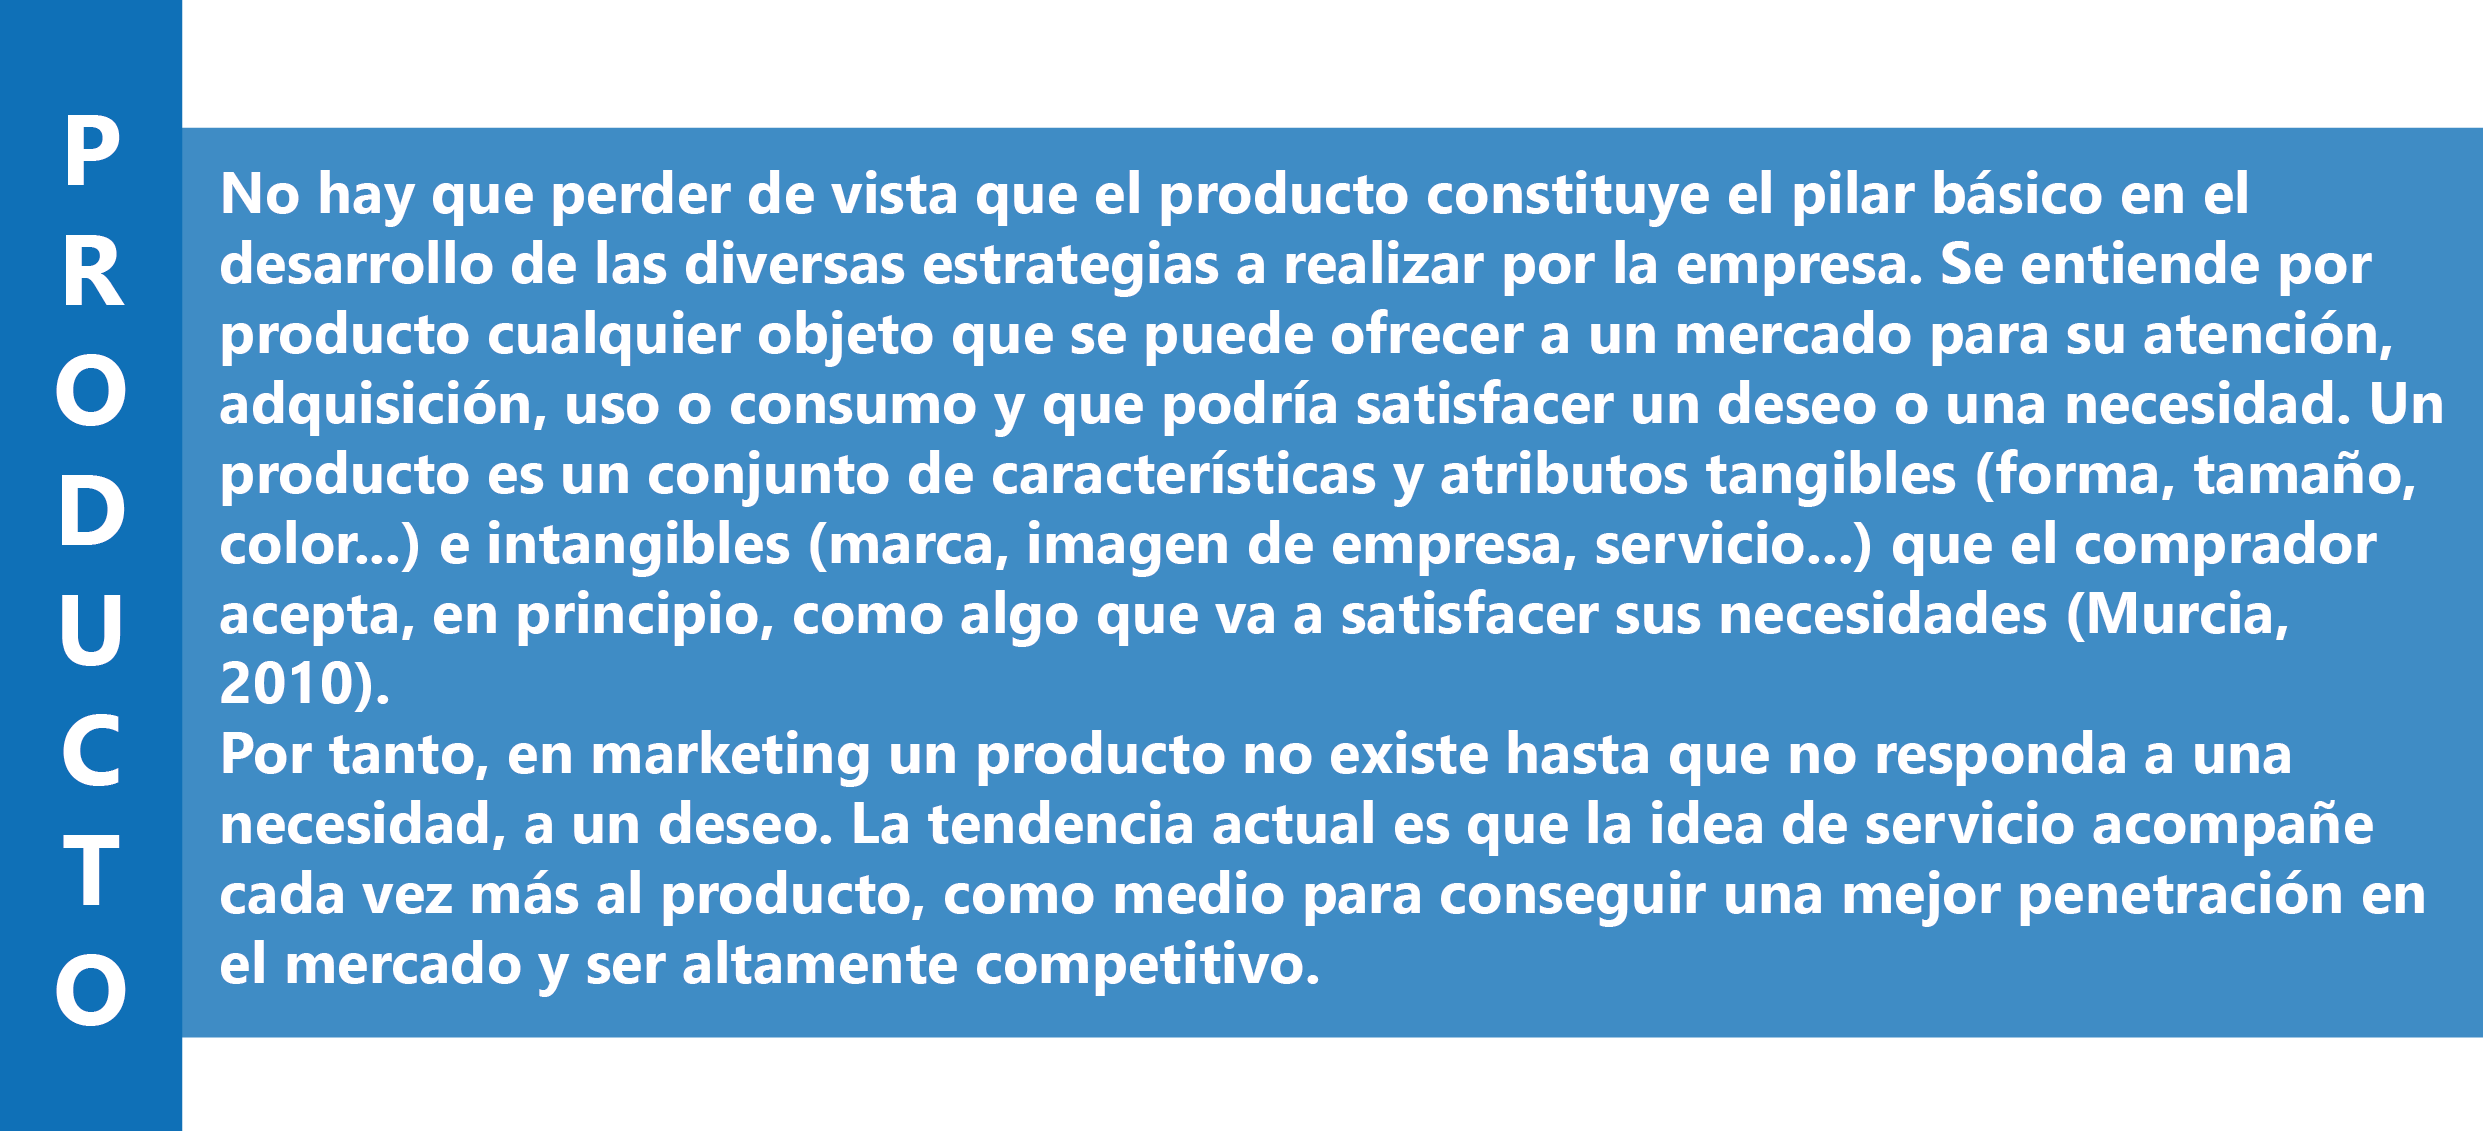 PRODUCTO
No hay que perder de vista que el producto constituye el pilar básico en el
desarrollo de las diversas estrategias a realizar por la empresa. Se entiende por
producto cualquier objeto que se puede ofrecer a un mercado para su atención,
adquisición, uso o consumo y que podría satisfacer un deseo o una necesidad. Un
producto es un conjunto de características y atributos tangibles (forma, tamaño,
color...) e intangibles (marca, imagen de empresa, servicio...) que el comprador
acepta, en principio, como algo que va a satisfacer sus necesidades (Murcia,
2010).
Por tanto, en marketing un producto no existe hasta que no responda a una
necesidad, a un deseo. La tendencia actual es que la idea de servicio acompañe
cada vez más al producto, como medio para conseguir una mejor penetración en
el mercado y ser altamente competitivo.